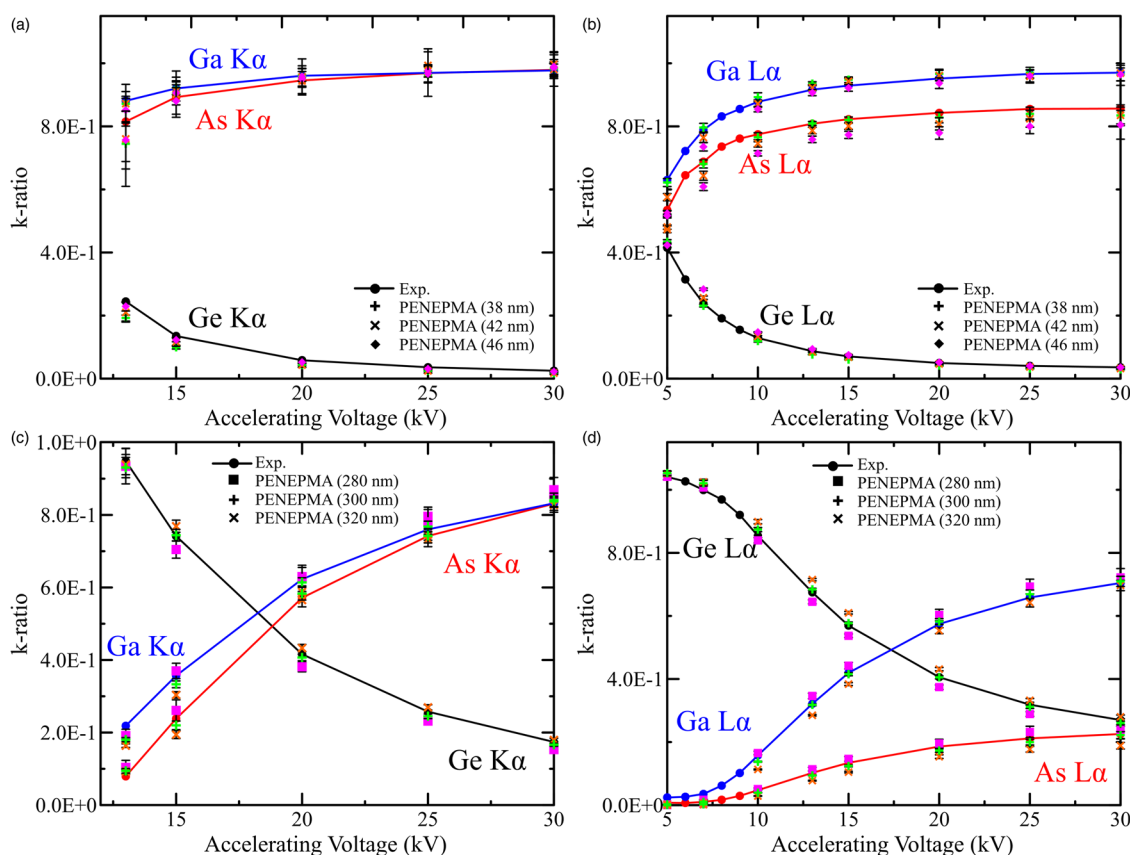 (a)
k-ratio
8.0E-1
4.0E-1
0.0E+0
Ga Kα
As Kα
Ge Kα
Exp.
PENEPMA (38 nm)
PENEPMA (42 nm)
PENEPMA (46 nm)
15 20 25 30
Accelerating Voltage (kV)
(b)
k-ratio
8.0E-1
4.0E-1
0.0E+0
Ga Lα
As Lα
Ge Lα
Exp.
PENEPMA (38 nm)
PENEPMA (42 nm)
PENEPMA (46 nm)
5 10 15 20 25 30
Accelerating Voltage (kV)
(c)
k-ratio
1.0E+0
8.0E-1
6.0E-1
4.0E-1
2.0E-1
0.0E+0
Exp.
PENEPMA (280 nm)
PENEPMA (300 nm)
PENEPMA (320 nm)
As Kα
Ga Kα
Ge Kα
15 20 25 30
Accelerating Voltage (kV)
(d)
k-ratio
8.0E-1
4.0E-1
0.0E+0
Exp.
PENEPMA (280 nm)
PENEPMA (300 nm)
PENEPMA (320 nm)
Ge Lα
Ga Lα
As Lα
5 10 15 20 25 30
Accelerating Voltage (kV)